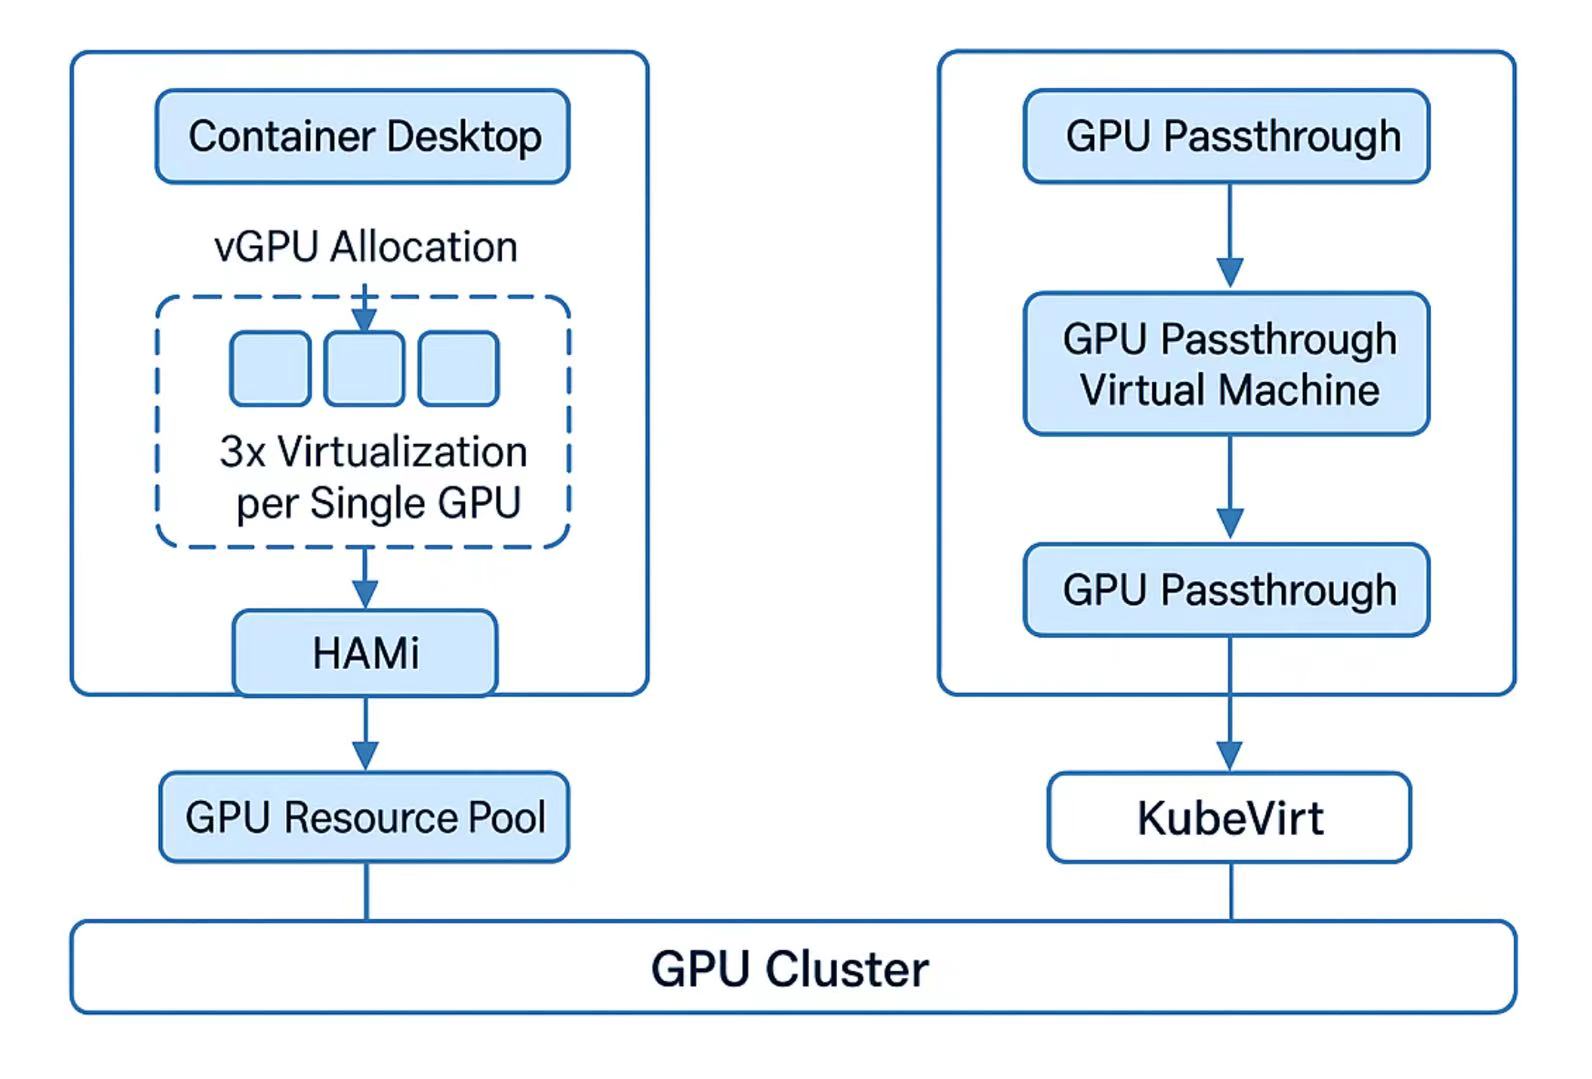 Container Desktop
vGPU Allocation
3x Virtualization
per Single GPU
HAMi
GPU Resource Pool
GPU Passthrough
GPU Passthrough
Virtual Machine
GPU Passthrough
KubeVirt
GPU Cluster